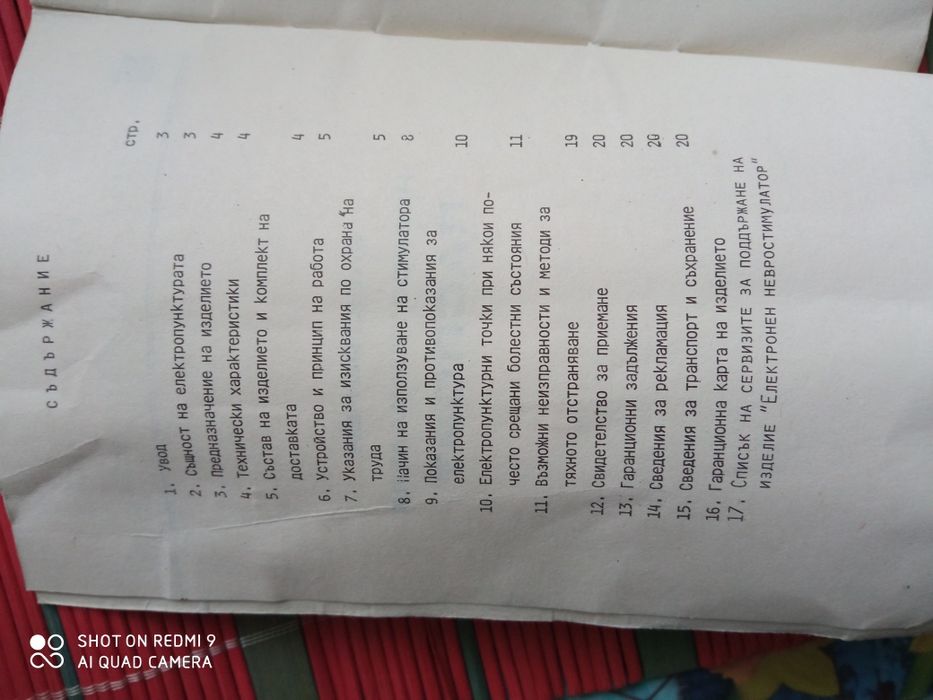 СЪДЪРЖАНИЕ
стр.
1. Увод 3
2. Същност на електропунктурата 3
3. Предназначение на изделието 4
4. Технически характеристики 4
5. Състав на изделието и комплект на
доставката 4
6. Устройство и принцип на работа 5
7. Указания за изисквания по охрана на
труда 5
8. Начин на използуване на стимулатора 8
9. Показания и противопоказания за
електропунктура 10
10. Електропунктурни точки при някои по-
често срещани болестни състояния 11
11. Възможни неизправности и методи за
тяхното отстраняване 19
12. Свидетелство за приемане 20
13. Гаранционни задължения 20
14. Сведения за рекламация 20
15. Сведения за транспорт и съхранение 20
16. Гаранционна карта на изделието
17. Списък на сервизите за поддържане на
изделие "Електронен невростимулатор"
SHOT ON REDMI 9
AI QUAD CAMERA